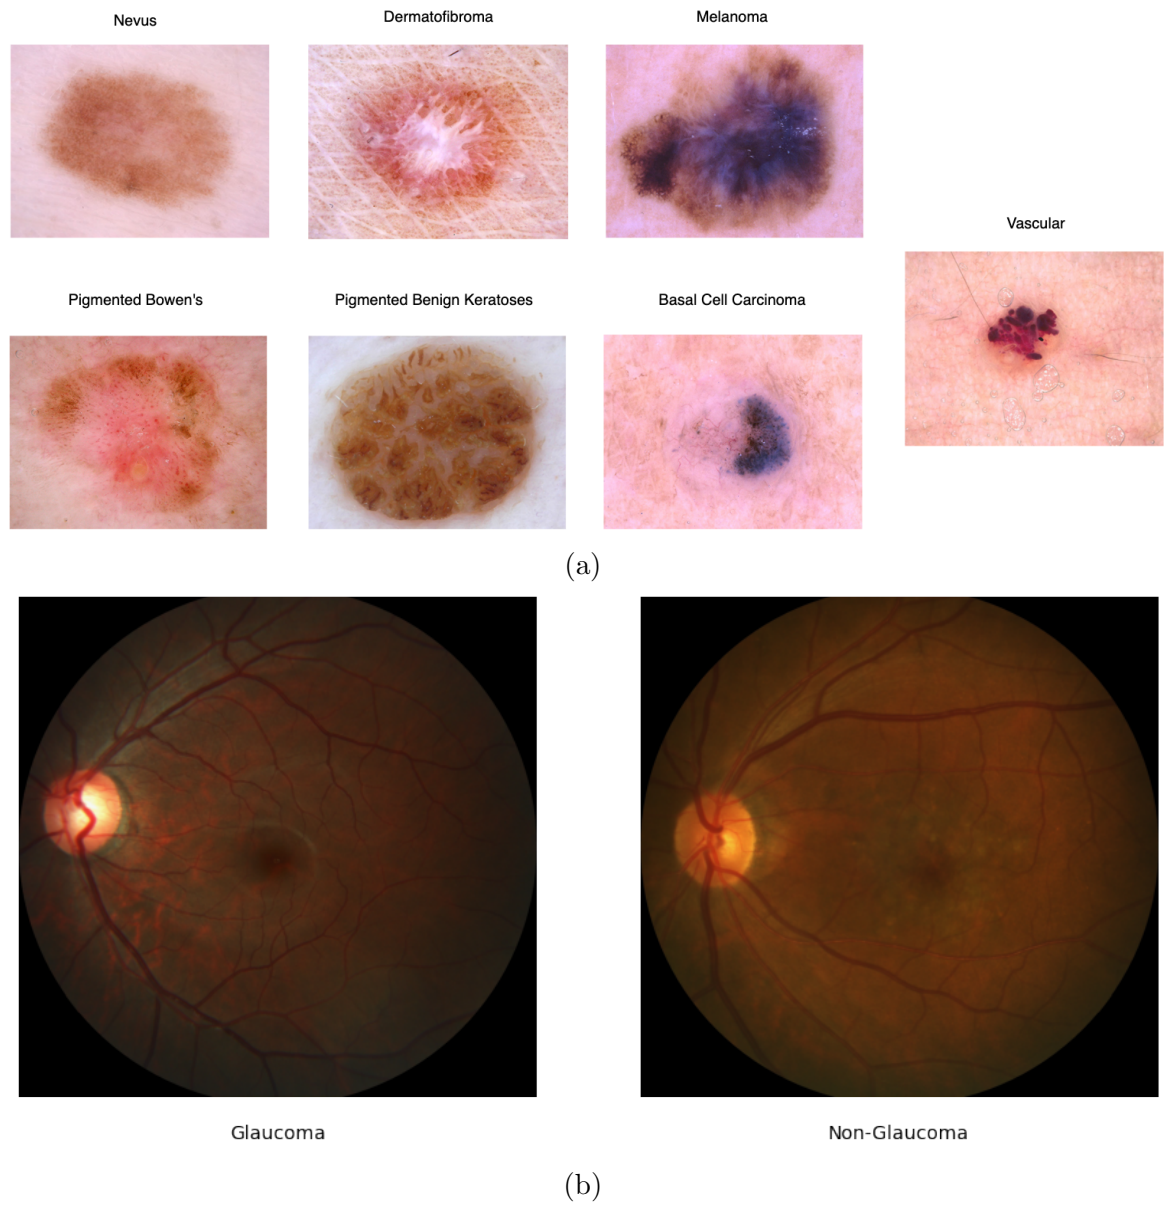 Nevus
Dermatofibroma
Melanoma
Vascular
Pigmented Bowen's
Pigmented Benign Keratoses
Basal Cell Carcinoma
(a)
Glaucoma
Non-Glaucoma
(b)